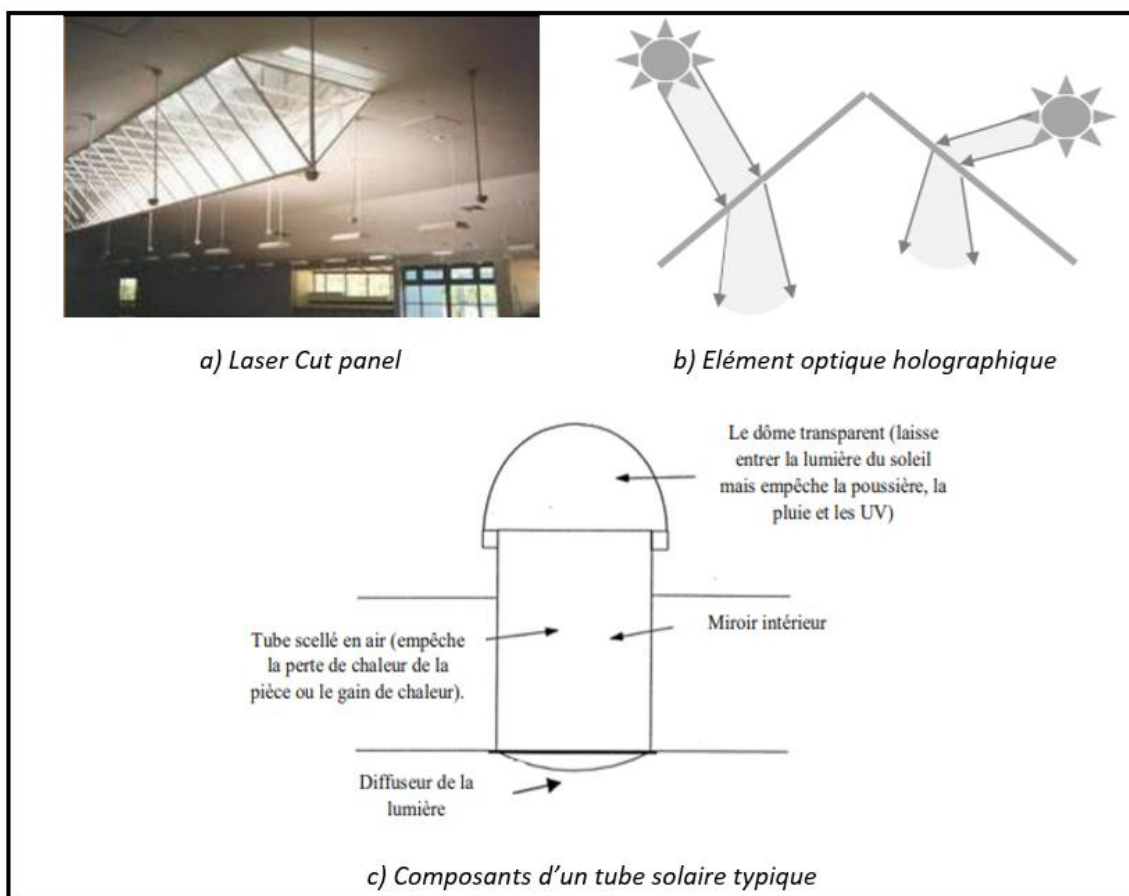 a) Laser Cut panel
b) Elément optique holographique
Le dôme transparent (laisse
entrer la lumière du soleil
mais empêche la poussière, la
pluie et les UV)
Tube scellé en air (empêche
la perte de chaleur de la
pièce ou le gain de chaleur).
Miroir intérieur
Diffuseur de la
lumière
c) Composants d'un tube solaire typique